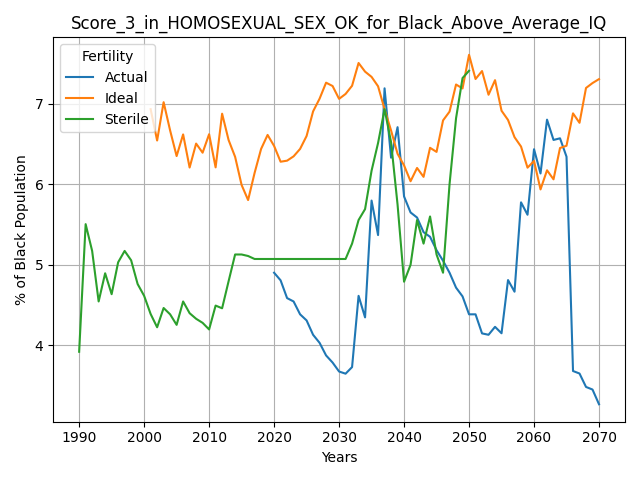 Score_3_in_HOMOSEXUAL_SEX_OK_for_Black_Above_Average_IQ
Fertility
Actual
Ideal
Sterile
% of Black Population
7
6
5
4
1990 2000 2010 2020 2030 2040 2050 2060 2070
Years